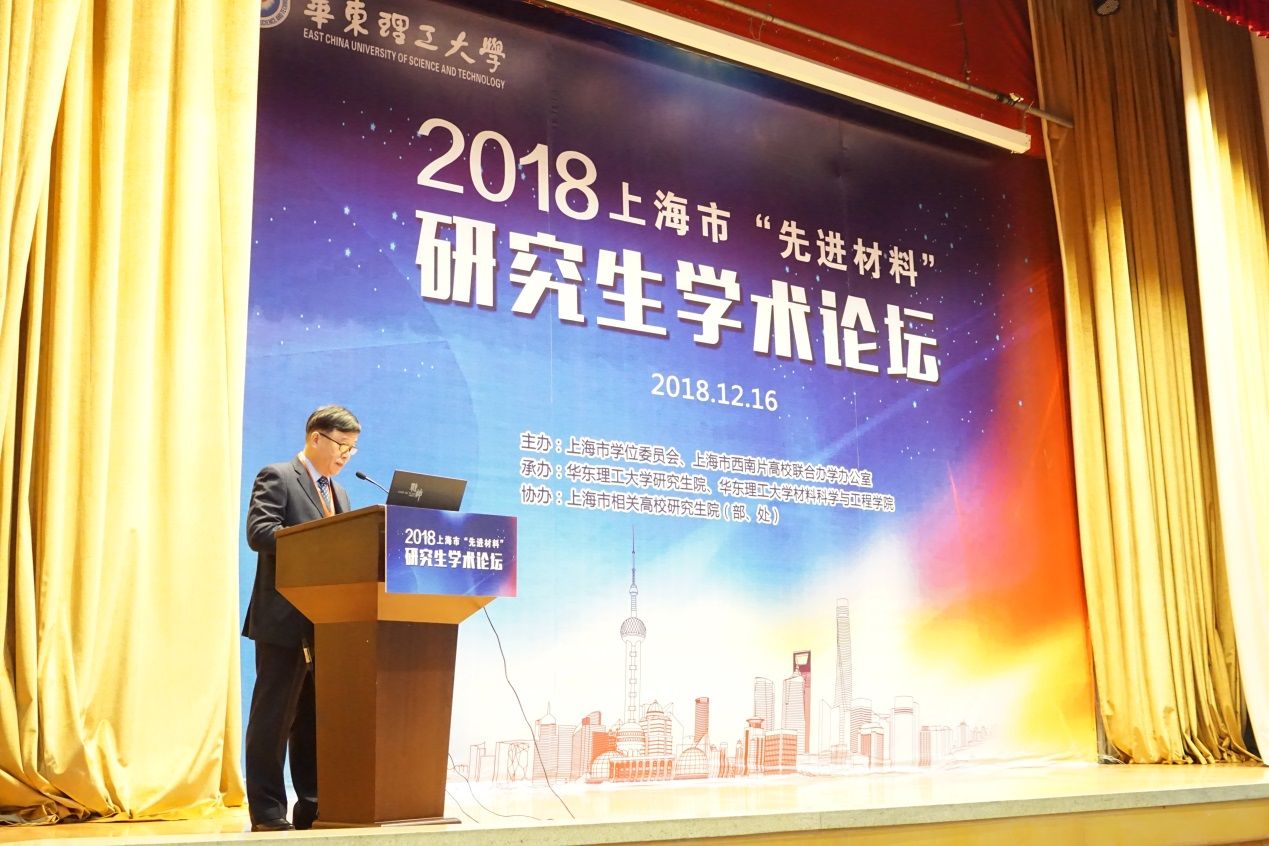 華東理工大學
EAST CHINA UNIVERSITY OF SCIENCE AND TECHNOLOGY
2018上海市“先进材料”
研究生学术论坛
2018.12.16
主办：上海市学位委员会、上海市西南片高校联合办学办公室
承办：华东理工大学研究生院、华东理工大学材料科学与工程学院
协办：上海市相关高校研究生院（部、处）
2018上海市“先进材料”
研究生学术论坛